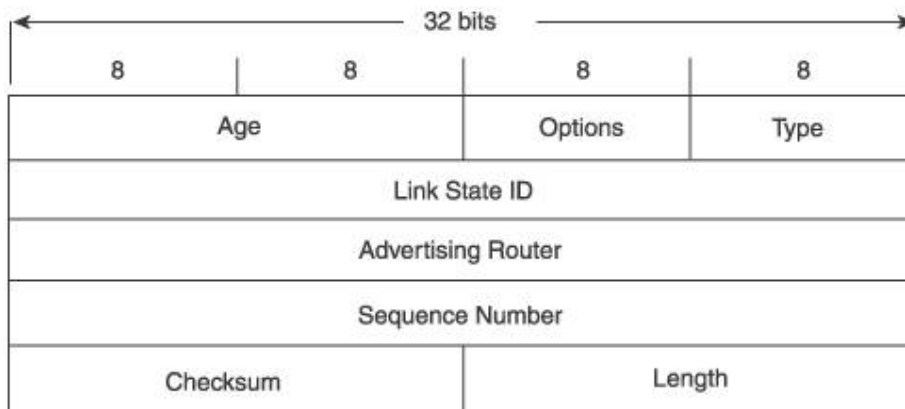 32 bits
8 8 8 8
Age Options Type
Link State ID
Advertising Router
Sequence Number
Checksum Length